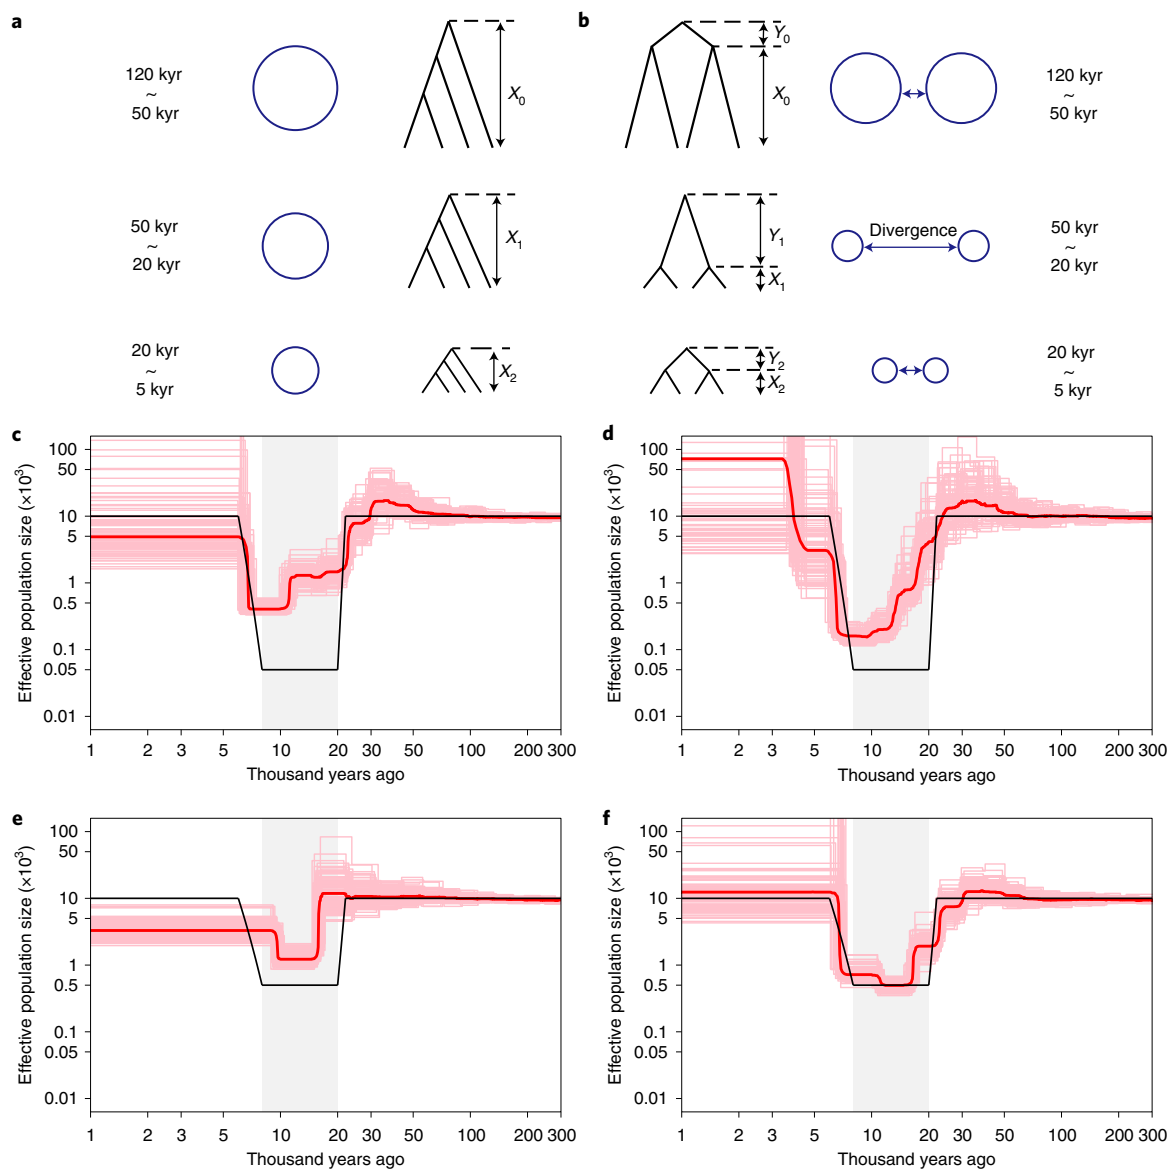 a
120 kyr
~
50 kyr
X0
50 kyr
~
20 kyr
X1
20 kyr
~
5 kyr
X2
b
Y0
X0
120 kyr
~
50 kyr
Y1
X1
Divergence
50 kyr
~
20 kyr
Y2
X2
20 kyr
~
5 kyr
c
Effective population size (×10³)
100
50
10
5
1
0.5
0.1
0.05
0.01
1 2 3 5 10 20 30 50 100 200 300
Thousand years ago
d
Effective population size (×10³)
100
50
10
5
1
0.5
0.1
0.05
0.01
1 2 3 5 10 20 30 50 100 200 300
Thousand years ago
e
Effective population size (×10³)
100
50
10
5
1
0.5
0.1
0.05
0.01
1 2 3 5 10 20 30 50 100 200 300
Thousand years ago
f
Effective population size (×10³)
100
50
10
5
1
0.5
0.1
0.05
0.01
1 2 3 5 10 20 30 50 100 200 300
Thousand years ago